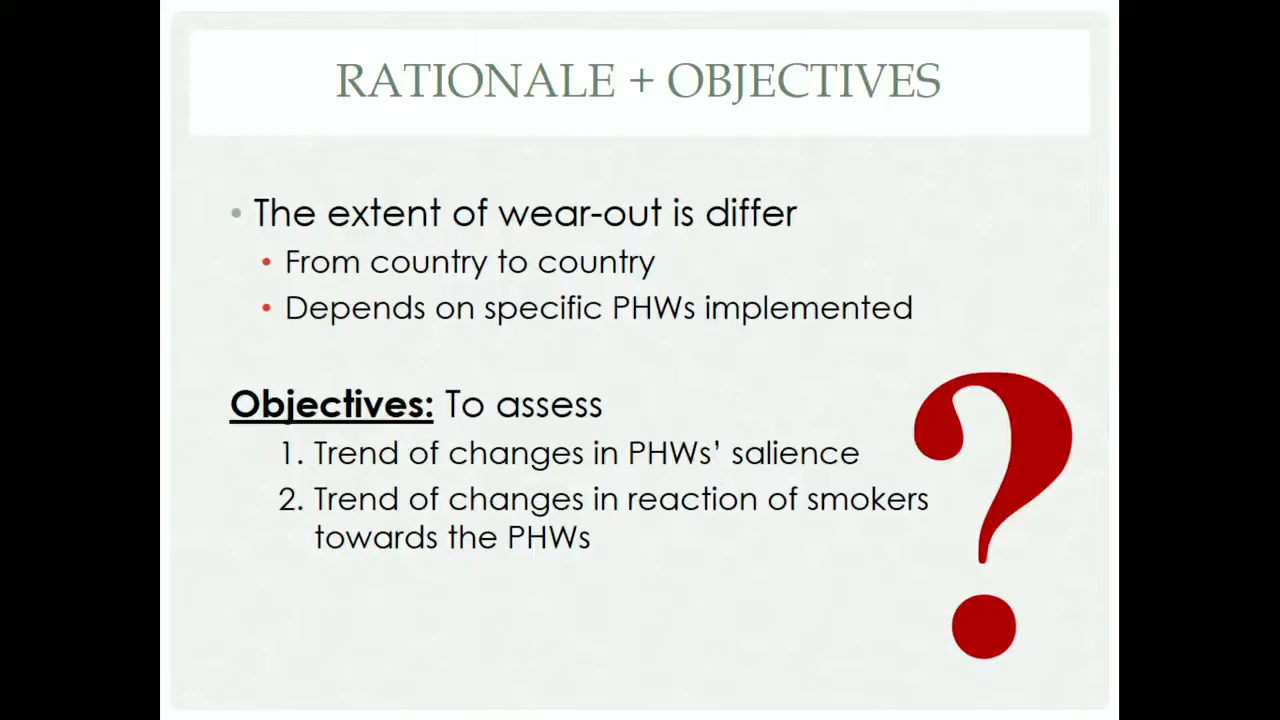 RATIONALE + OBJECTIVES
• The extent of wear-out is differ
• From country to country
• Depends on specific PHWs implemented
Objectives: To assess
1. Trend of changes in PHWs’ salience
2. Trend of changes in reaction of smokers
towards the PHWs
?